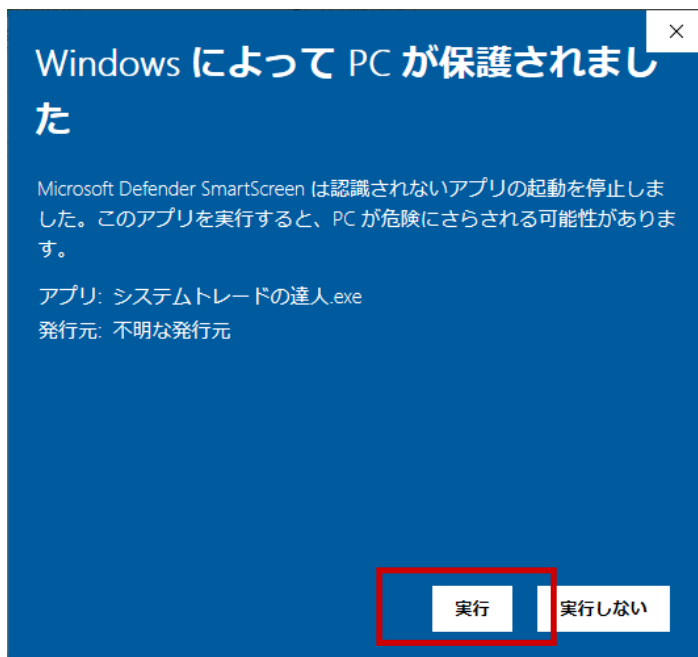 Windows によって PC が保護されまし
た
Microsoft Defender SmartScreen は認識されないアプリの起動を停止しま
した。このアプリを実行すると、PC が危険にさらされる可能性がありま
す。
アプリ: システムトレードの達人.exe
発行元: 不明な発行元
実行 実行しない